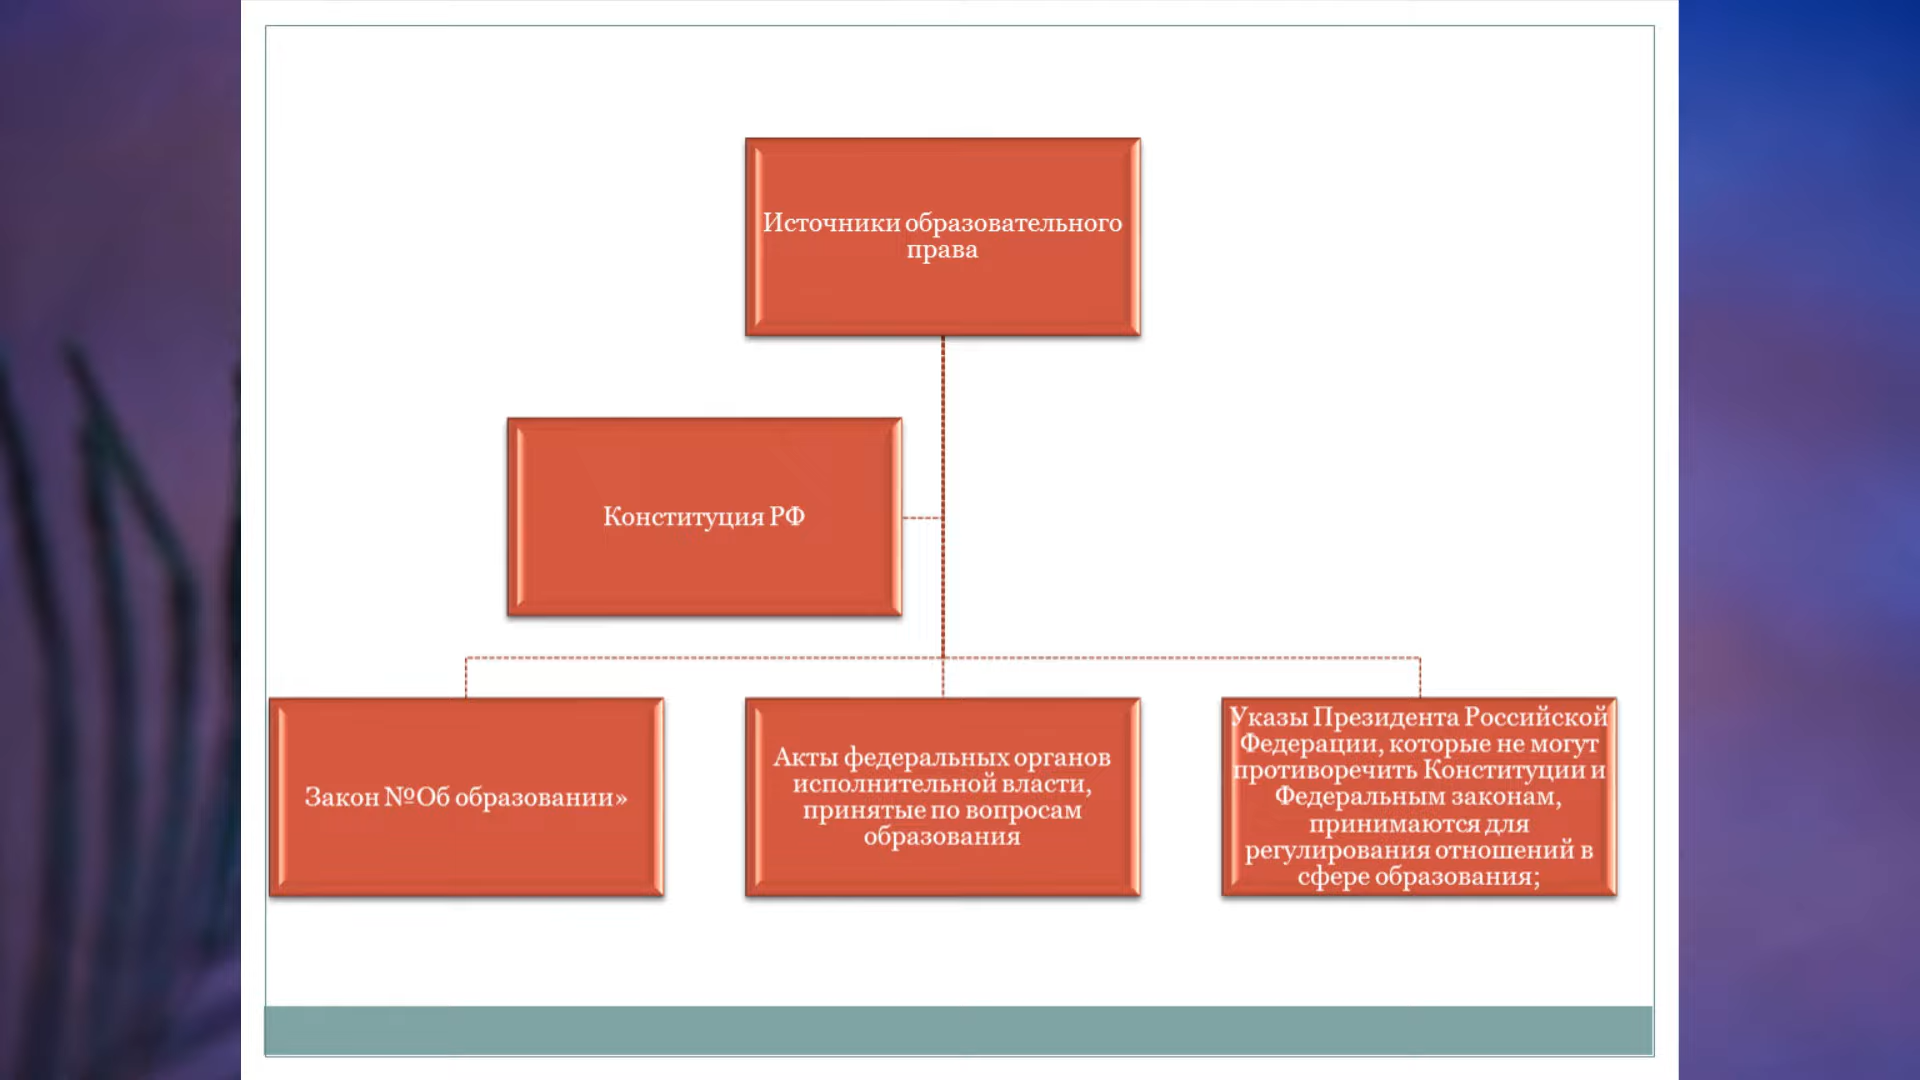 Источники образовательного
права
Конституция РФ
Закон №Об образовании»
Акты федеральных органов
исполнительной власти,
принятые по вопросам
образования
Указы Президента Российской
Федерации, которые не могут
противоречить Конституции и
Федеральным законам,
принимаются для
регулирования отношений в
сфере образования;